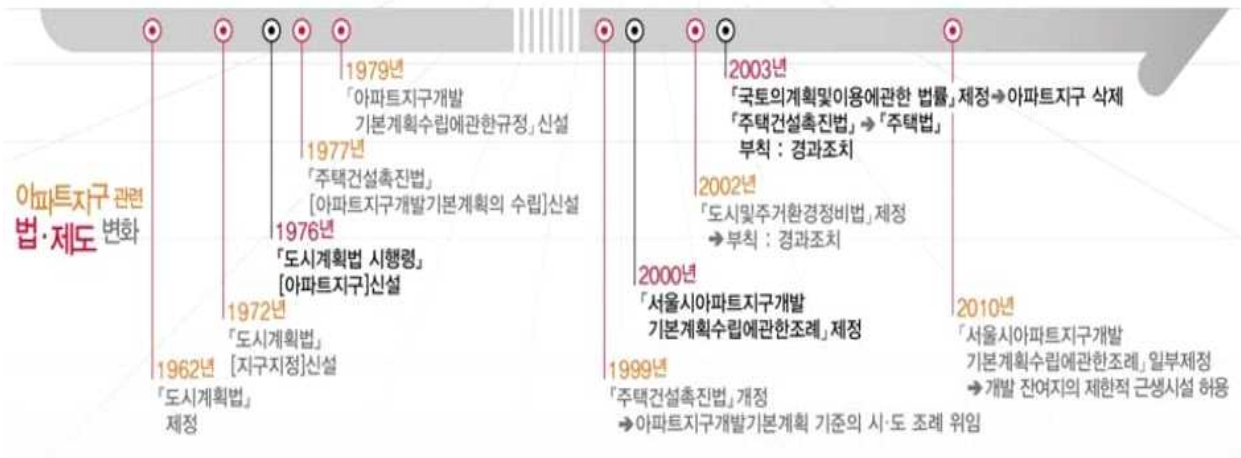 아파트지구 관련
법·제도 변화
1962년
「도시계획법」
제정
1972년
「도시계획법」
[지구지정]신설
1976년
「도시계획법 시행령」
[아파트지구]신설
1977년
「주택건설촉진법」
[아파트지구개발기본계획의 수립]신설
1979년
「아파트지구개발
기본계획수립에관한규정」신설
1999년
「주택건설촉진법」개정
➔아파트지구개발기본계획 기준의 시·도 조례 위임
2000년
「서울시아파트지구개발
기본계획수립에관한조례」제정
2002년
「도시및주거환경정비법」제정
➔부칙 : 경과조치
2003년
「국토의계획및이용에관한 법률」제정➔아파트지구 삭제
「주택건설촉진법」➔「주택법」
부칙 : 경과조치
2010년
「서울시아파트지구개발
기본계획수립에관한조례」일부제정
➔개발 잔여지의 제한적 근생시설 허용